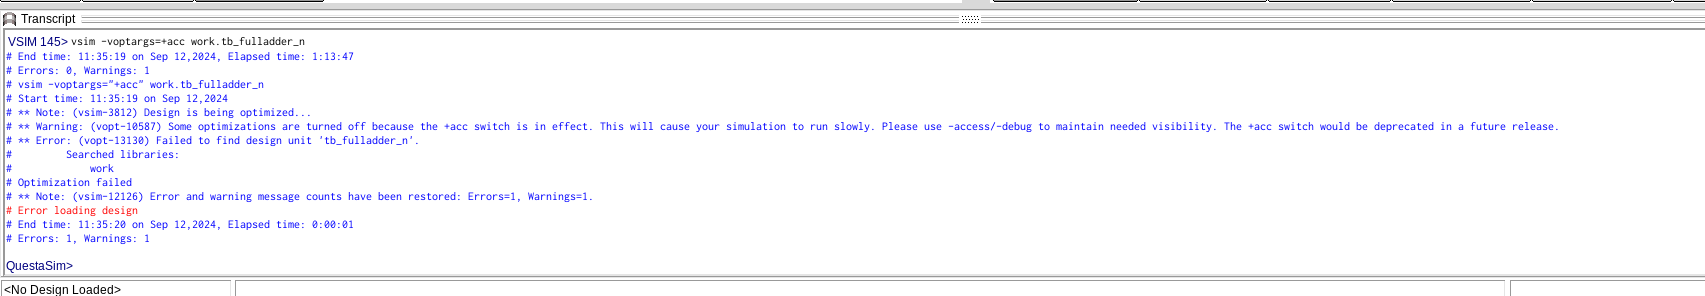 Transcript
VSIM 145> vsim -voptargs=+acc work.tb_fulladder_n
# End time: 11:35:19 on Sep 12,2024, Elapsed time: 1:13:47
# Errors: 0, Warnings: 1
# vsim -voptargs="+acc" work.tb_fulladder_n
# Start time: 11:35:19 on Sep 12,2024
# ** Note: (vsim-3812) Design is being optimized...
# ** Warning: (vopt-10587) Some optimizations are turned off because the +acc switch is in effect. This will cause your simulation to run slowly. Please use -access/-debug to maintain needed visibility. The +acc switch would be deprecated in a future release.
# ** Error: (vopt-13130) Failed to find design unit 'tb_fulladder_n'.
#         Searched libraries:
#             work
# Optimization failed
# ** Note: (vsim-12126) Error and warning message counts have been restored: Errors=1, Warnings=1.
# Error loading design
# End time: 11:35:20 on Sep 12,2024, Elapsed time: 0:00:01
# Errors: 1, Warnings: 1
QuestaSim>
<No Design Loaded>